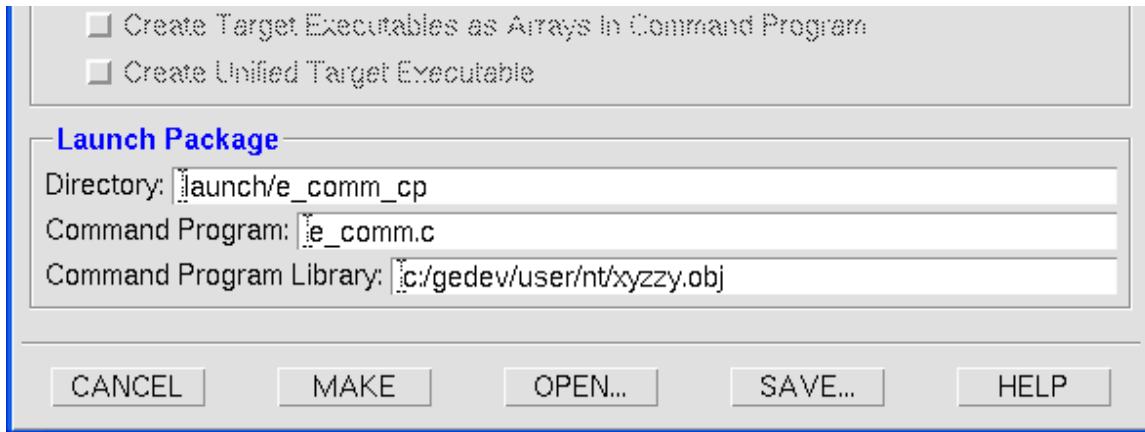 Create Target Executables as Arrays In Command Program
Create Unified Target Executable
Launch Package
Directory: launch/e_comm_cp
Command Program: e_comm.c
Command Program Library: c:/gedev/user/nt/xyzzy.obj
CANCEL MAKE OPEN... SAVE... HELP